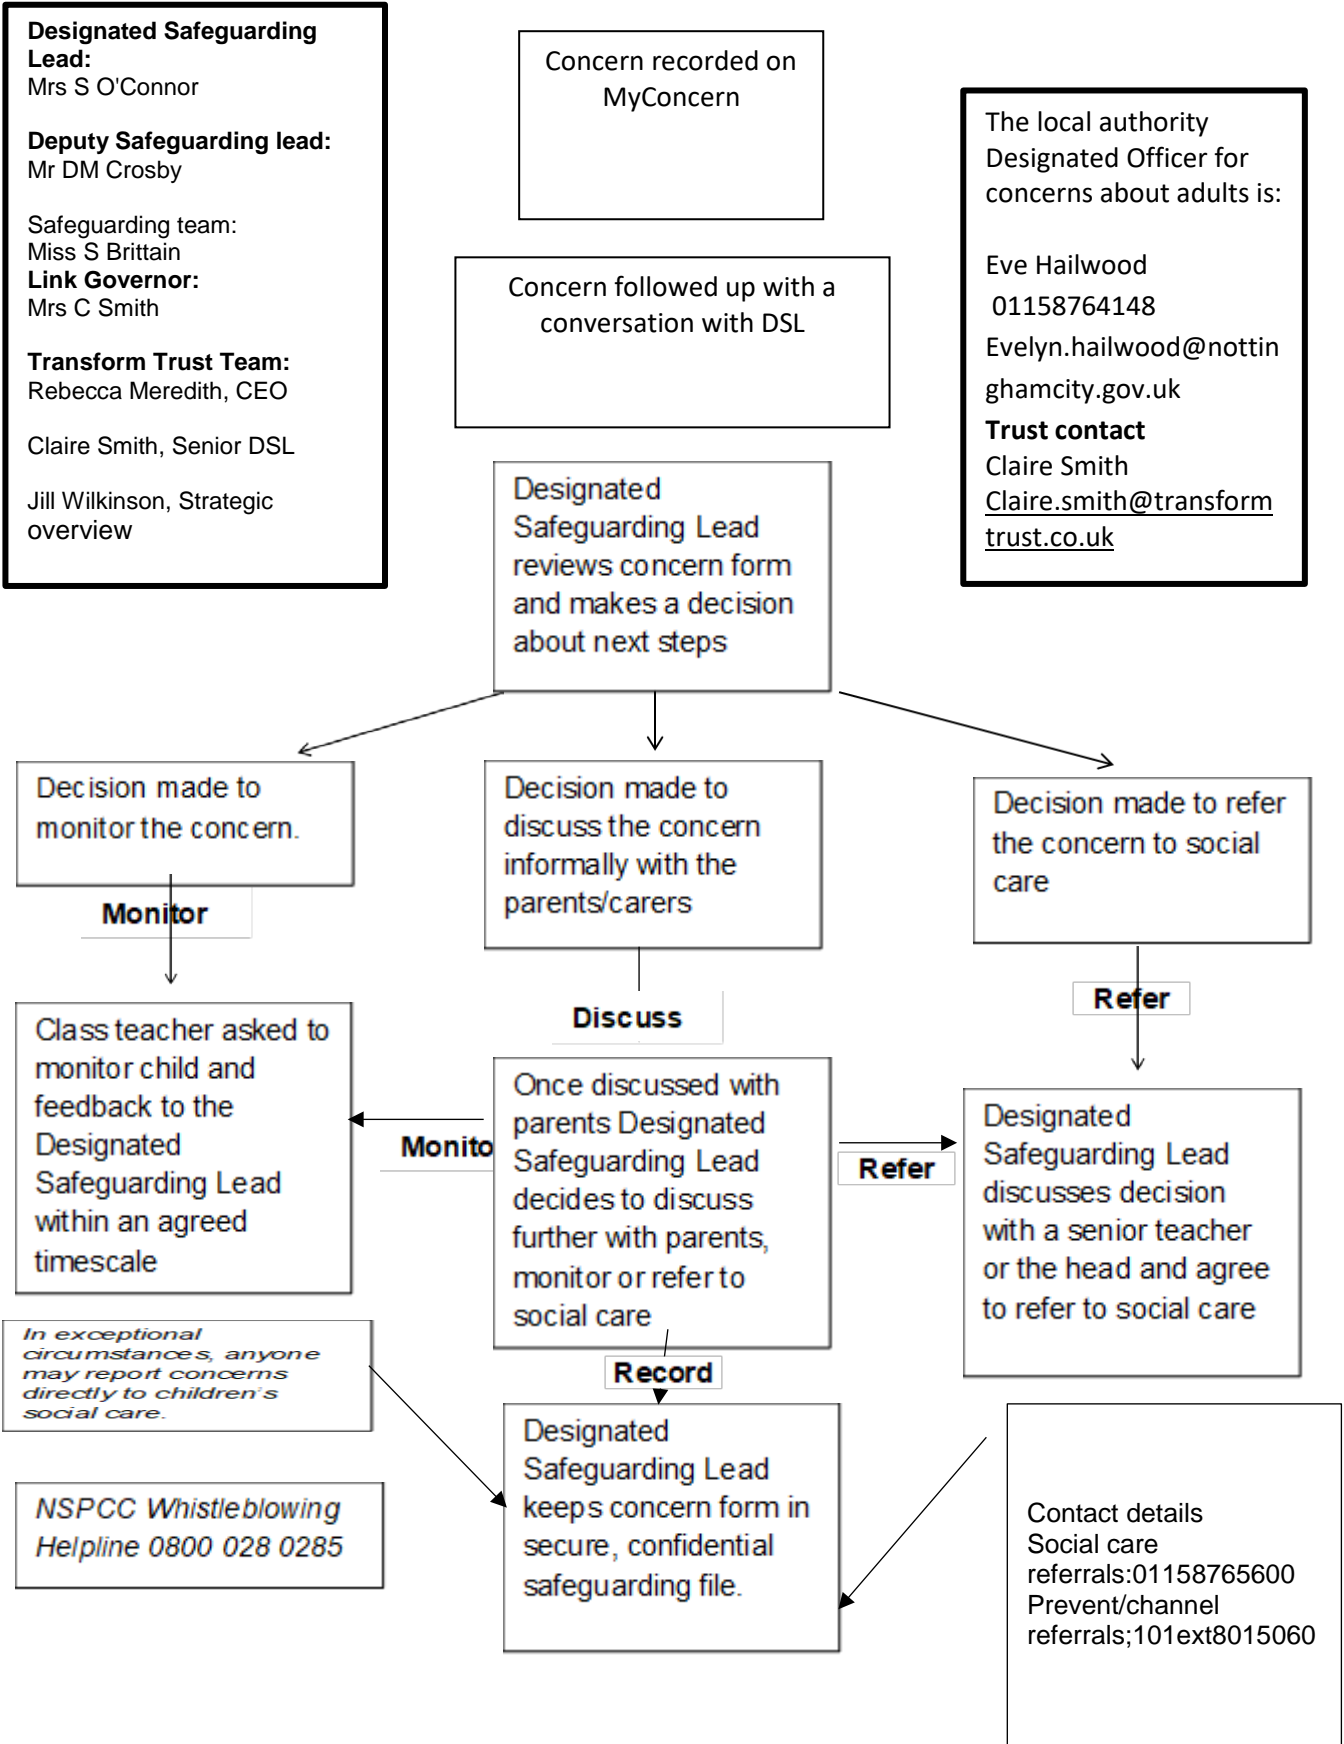 Designated Safeguarding
Lead:
Mrs S O'Connor
Deputy Safeguarding lead:
Mr DM Crosby
Safeguarding team:
Miss S Brittain
Link Governor:
Mrs C Smith
Transform Trust Team:
Rebecca Meredith, CEO
Claire Smith, Senior DSL
Jill Wilkinson, Strategic
overview
Concern recorded on
MyConcern
Concern followed up with a
conversation with DSL
The local authority
Designated Officer for
concerns about adults is:
Eve Hailwood
01158764148
Evelyn.hailwood@nottin
ghamcity.gov.uk
Trust contact
Claire Smith
Claire.smith@transform
trust.co.uk
Designated
Safeguarding Lead
reviews concern form
and makes a decision
about next steps
Decision made to
monitor the concern.
Decision made to
discuss the concern
informally with the
parents/carers
Decision made to refer
the concern to social
care
Monitor
Discuss
Refer
Class teacher asked to
monitor child and
feedback to the
Designated
Safeguarding Lead
within an agreed
timescale
Monito
Once discussed with
parents Designated
Safeguarding Lead
decides to discuss
further with parents,
monitor or refer to
social care
Refer
Designated
Safeguarding Lead
discusses decision
with a senior teacher
or the head and agree
to refer to social care
In exceptional
circumstances, anyone
may report concerns
directly to children's
social care.
Record
NSPCC Whistleblowing
Helpline 0800 028 0285
Designated
Safeguarding Lead
keeps concern form in
secure, confidential
safeguarding file.
Contact details
Social care
referrals:01158765600
Prevent/channel
referrals;101ext8015060